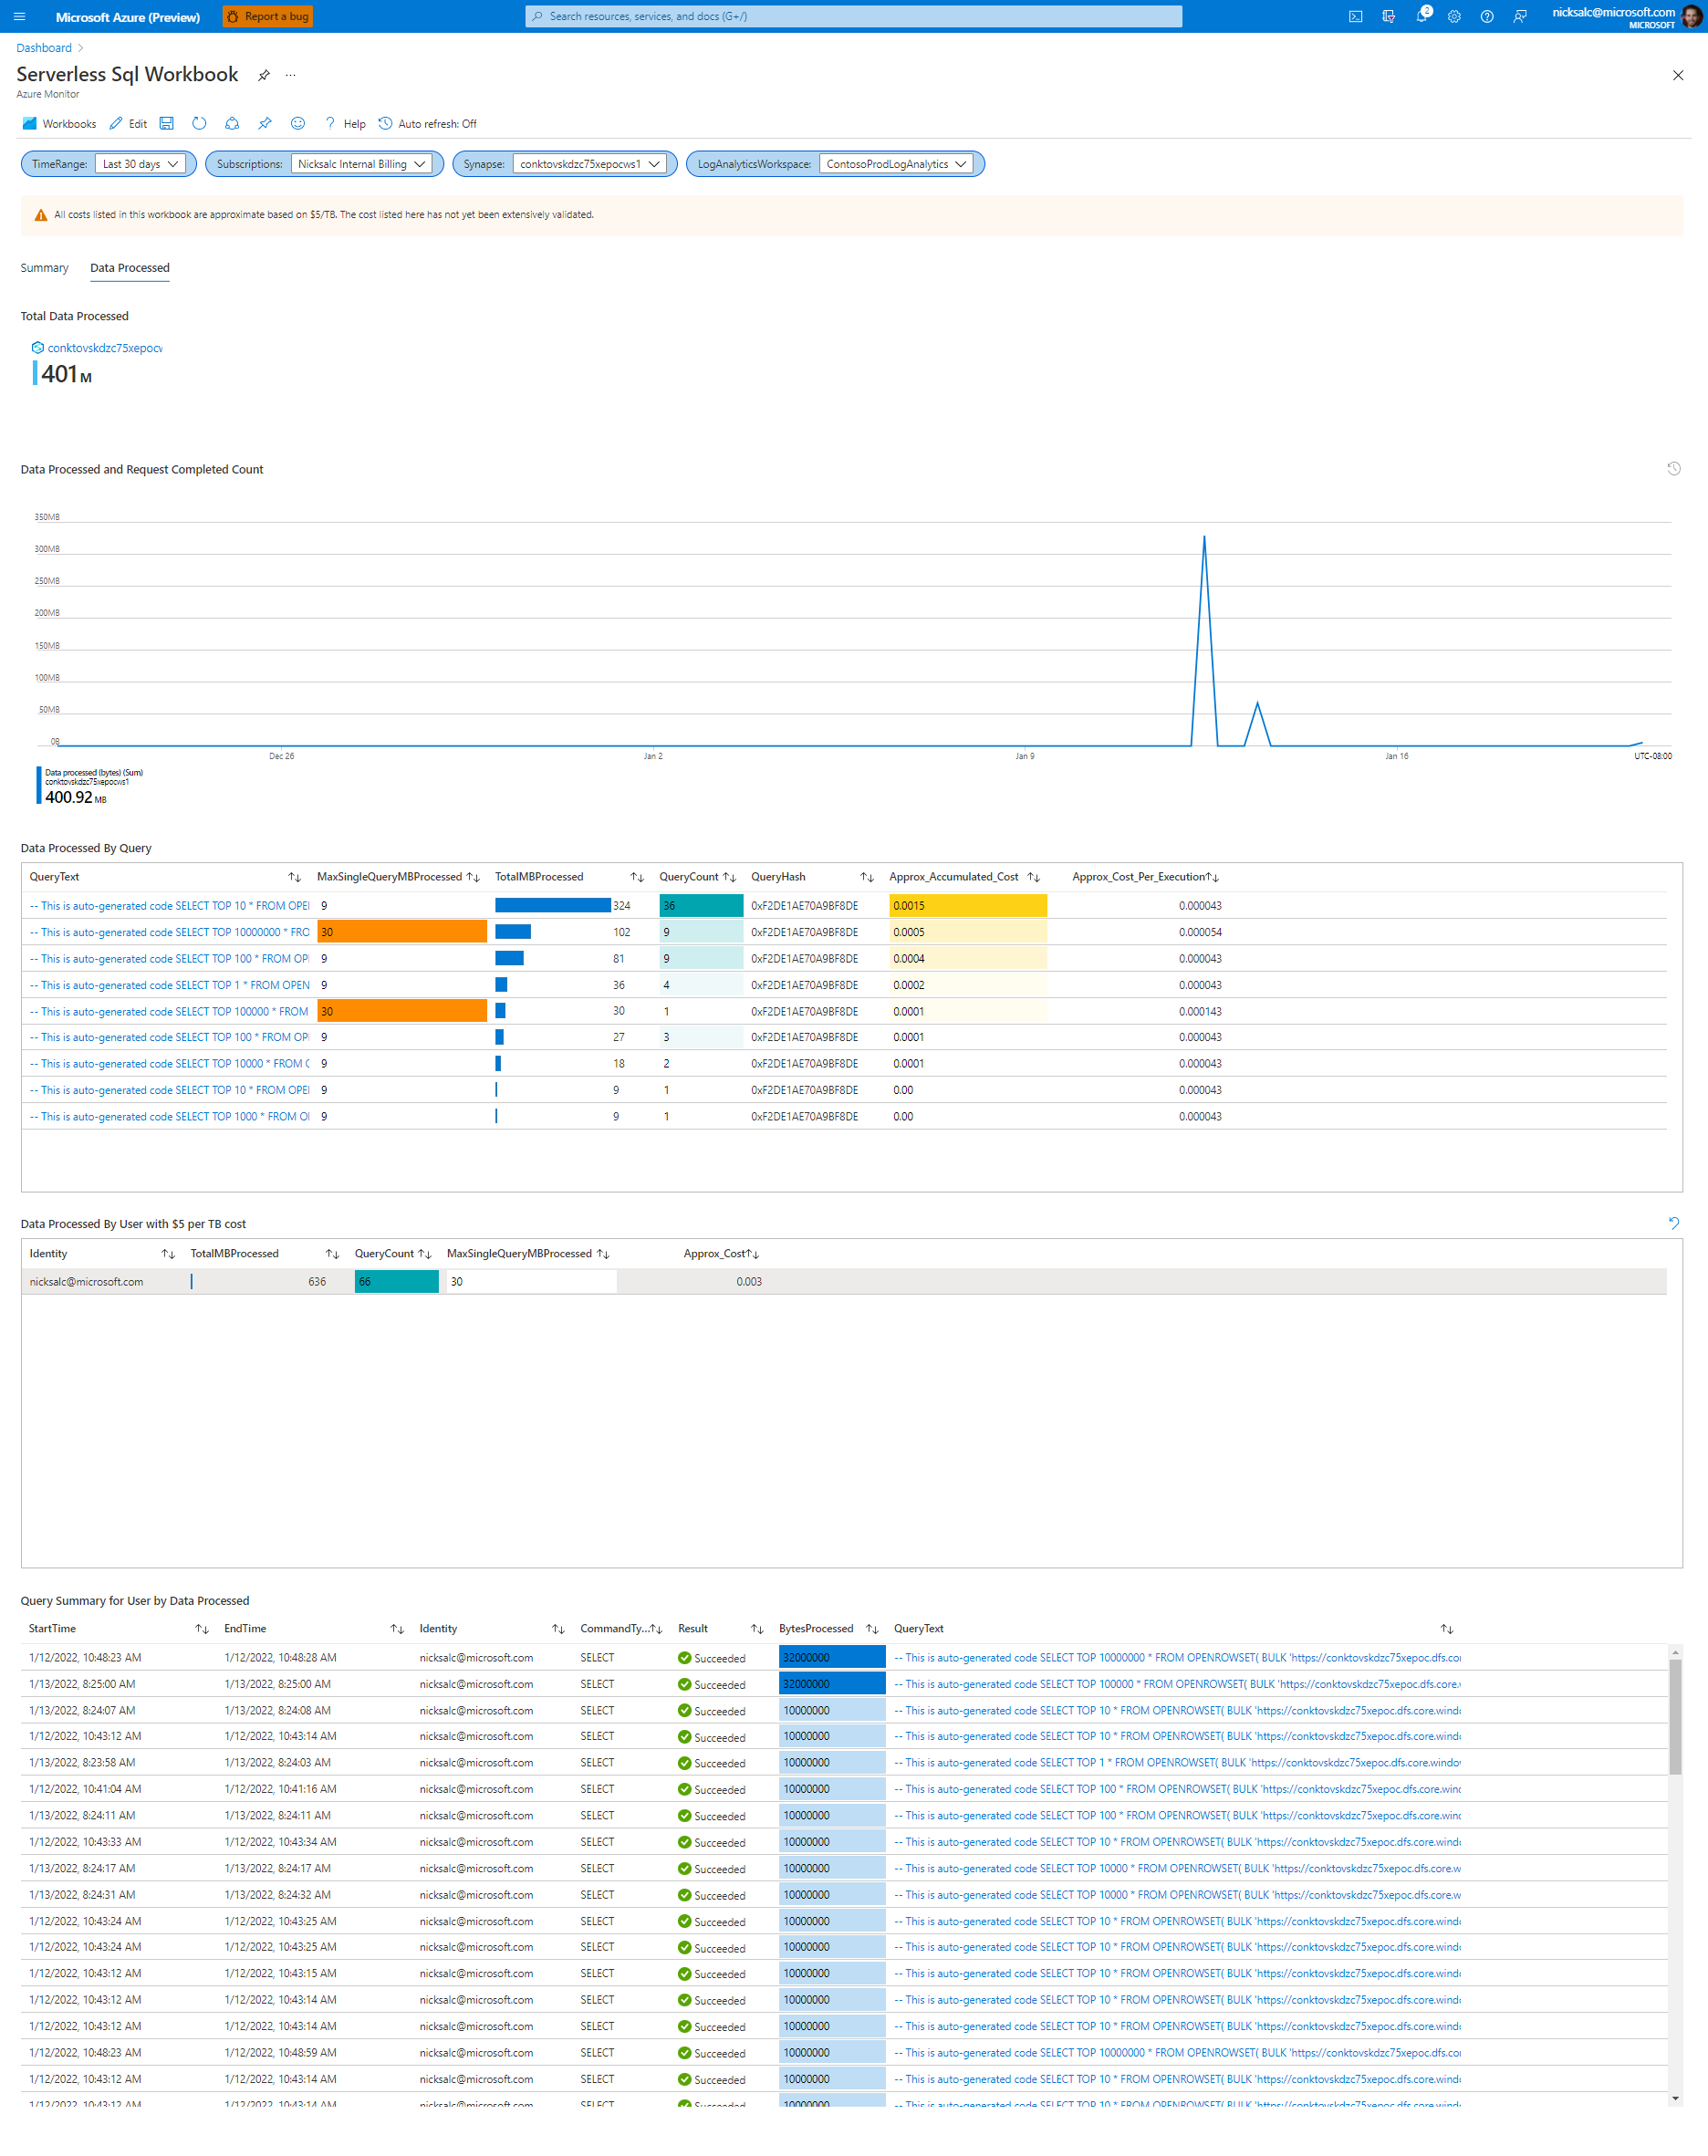 Microsoft Azure (Preview) Report a bug Search resources, services, and docs (G+/) 2 nicksalc@microsoft.com
MICROSOFT
Dashboard
Serverless Sql Workbook ...
Azure Monitor
Workbooks Edit Help Auto refresh: Off
TimeRange: Last 30 days Subscriptions: Nicksalc Internal Billing Synapse: conktovskdzc75xepocws1 LogAnalyticsWorkspace: ContosoProdLogAnalytics
All costs listed in this workbook are approximate based on $5/TB. The cost listed here has not yet been extensively validated.
Summary Data Processed
Total Data Processed
conktovskdzc75xepocw
401 M
Data Processed and Request Completed Count
350MB
300MB
250MB
200MB
150MB
100MB
50MB
0B
Dec 26 Jan 2 Jan 9 Jan 16 UTC-08:00
Data processed (bytes) (Sum)
conktovskdzc75xepocws1
400.92 MB
Data Processed By Query
QueryText MaxSingleQueryMBProcessed TotalMBProcessed QueryCount QueryHash Approx_Accumulated_Cost Approx_Cost_Per_Execution
-- This is auto-generated code SELECT TOP 10 * FROM OPEI 9 324 36 0xF2DE1AE70A9BF8DE 0.0015 0.000043
-- This is auto-generated code SELECT TOP 10000000 * FRO 30 102 9 0xF2DE1AE70A9BF8DE 0.0005 0.000054
-- This is auto-generated code SELECT TOP 100 * FROM OP 9 81 9 0xF2DE1AE70A9BF8DE 0.0004 0.000043
-- This is auto-generated code SELECT TOP 1 * FROM OPEN 9 36 4 0xF2DE1AE70A9BF8DE 0.0002 0.000043
-- This is auto-generated code SELECT TOP 100000 * FROM 30 30 1 0xF2DE1AE70A9BF8DE 0.0001 0.000143
-- This is auto-generated code SELECT TOP 100 * FROM OP 9 27 3 0xF2DE1AE70A9BF8DE 0.0001 0.000043
-- This is auto-generated code SELECT TOP 10000 * FROM C 9 18 2 0xF2DE1AE70A9BF8DE 0.0001 0.000043
-- This is auto-generated code SELECT TOP 10 * FROM OPEI 9 9 1 0xF2DE1AE70A9BF8DE 0.00 0.000043
-- This is auto-generated code SELECT TOP 1000 * FROM O 9 9 1 0xF2DE1AE70A9BF8DE 0.00 0.000043
Data Processed By User with $5 per TB cost
Identity TotalMBProcessed QueryCount MaxSingleQueryMBProcessed Approx_Cost
nicksalc@microsoft.com 636 66 30 0.003
Query Summary for User by Data Processed
StartTime EndTime Identity CommandTy... Result BytesProcessed QueryText
1/12/2022, 10:48:23 AM 1/12/2022, 10:48:28 AM nicksalc@microsoft.com SELECT Succeeded 32000000 -- This is auto-generated code SELECT TOP 10000000 * FROM OPENROWSET( BULK 'https://conktovskdzc75xepoc.dfs.co
1/13/2022, 8:25:00 AM 1/13/2022, 8:25:00 AM nicksalc@microsoft.com SELECT Succeeded 32000000 -- This is auto-generated code SELECT TOP 100000 * FROM OPENROWSET( BULK 'https://conktovskdzc75xepoc.dfs.core.w
1/13/2022, 8:24:07 AM 1/13/2022, 8:24:08 AM nicksalc@microsoft.com SELECT Succeeded 10000000 -- This is auto-generated code SELECT TOP 10 * FROM OPENROWSET( BULK 'https://conktovskdzc75xepoc.dfs.core.wind
1/12/2022, 10:43:12 AM 1/12/2022, 10:43:14 AM nicksalc@microsoft.com SELECT Succeeded 10000000 -- This is auto-generated code SELECT TOP 10 * FROM OPENROWSET( BULK 'https://conktovskdzc75xepoc.dfs.core.wind
1/13/2022, 8:23:58 AM 1/13/2022, 8:24:03 AM nicksalc@microsoft.com SELECT Succeeded 10000000 -- This is auto-generated code SELECT TOP 1 * FROM OPENROWSET( BULK 'https://conktovskdzc75xepoc.dfs.core.windo
1/12/2022, 10:41:04 AM 1/12/2022, 10:41:16 AM nicksalc@microsoft.com SELECT Succeeded 10000000 -- This is auto-generated code SELECT TOP 100 * FROM OPENROWSET( BULK 'https://conktovskdzc75xepoc.dfs.core.winc
1/13/2022, 8:24:11 AM 1/13/2022, 8:24:11 AM nicksalc@microsoft.com SELECT Succeeded 10000000 -- This is auto-generated code SELECT TOP 100 * FROM OPENROWSET( BULK 'https://conktovskdzc75xepoc.dfs.core.winc
1/12/2022, 10:43:33 AM 1/12/2022, 10:43:34 AM nicksalc@microsoft.com SELECT Succeeded 10000000 -- This is auto-generated code SELECT TOP 10 * FROM OPENROWSET( BULK 'https://conktovskdzc75xepoc.dfs.core.wind
1/13/2022, 8:24:17 AM 1/13/2022, 8:24:17 AM nicksalc@microsoft.com SELECT Succeeded 10000000 -- This is auto-generated code SELECT TOP 10000 * FROM OPENROWSET( BULK 'https://conktovskdzc75xepoc.dfs.core.w
1/13/2022, 8:24:31 AM 1/13/2022, 8:24:32 AM nicksalc@microsoft.com SELECT Succeeded 10000000 -- This is auto-generated code SELECT TOP 10000 * FROM OPENROWSET( BULK 'https://conktovskdzc75xepoc.dfs.core.w
1/12/2022, 10:43:24 AM 1/12/2022, 10:43:25 AM nicksalc@microsoft.com SELECT Succeeded 10000000 -- This is auto-generated code SELECT TOP 10 * FROM OPENROWSET( BULK 'https://conktovskdzc75xepoc.dfs.core.wind
1/12/2022, 10:43:24 AM 1/12/2022, 10:43:25 AM nicksalc@microsoft.com SELECT Succeeded 10000000 -- This is auto-generated code SELECT TOP 10 * FROM OPENROWSET( BULK 'https://conktovskdzc75xepoc.dfs.core.wind
1/12/2022, 10:43:12 AM 1/12/2022, 10:43:15 AM nicksalc@microsoft.com SELECT Succeeded 10000000 -- This is auto-generated code SELECT TOP 10 * FROM OPENROWSET( BULK 'https://conktovskdzc75xepoc.dfs.core.wind
1/12/2022, 10:43:12 AM 1/12/2022, 10:43:14 AM nicksalc@microsoft.com SELECT Succeeded 10000000 -- This is auto-generated code SELECT TOP 10 * FROM OPENROWSET( BULK 'https://conktovskdzc75xepoc.dfs.core.wind
1/12/2022, 10:43:12 AM 1/12/2022, 10:43:14 AM nicksalc@microsoft.com SELECT Succeeded 10000000 -- This is auto-generated code SELECT TOP 10 * FROM OPENROWSET( BULK 'https://conktovskdzc75xepoc.dfs.core.wind
1/12/2022, 10:48:23 AM 1/12/2022, 10:48:59 AM nicksalc@microsoft.com SELECT Succeeded 10000000 -- This is auto-generated code SELECT TOP 10000000 * FROM OPENROWSET( BULK 'https://conktovskdzc75xepoc.dfs.co
1/12/2022, 10:43:12 AM 1/12/2022, 10:43:14 AM nicksalc@microsoft.com SELECT Succeeded 10000000 -- This is auto-generated code SELECT TOP 10 * FROM OPENROWSET( BULK 'https://conktovskdzc75xepoc.dfs.core.wind
1/12/2022, 10:43:12 AM 1/12/2022, 10:43:14 AM nicksalc@microsoft.com SELECT Succeeded 10000000 -- This is auto-generated code SELECT TOP 10 * FROM OPENROWSET( BULK 'https://conktovskdzc75xepoc.dfs.core.wind